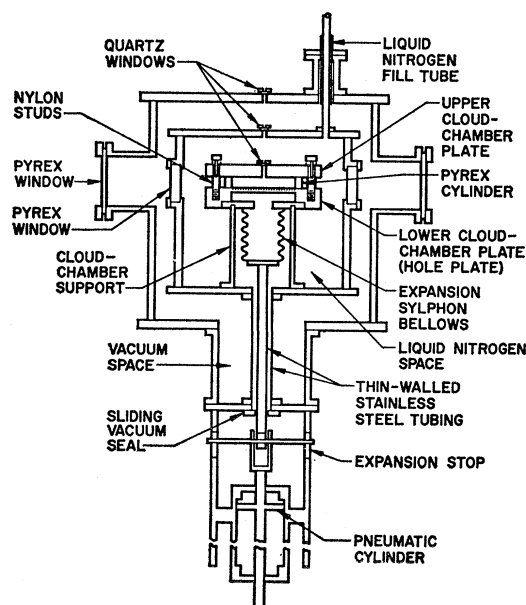 QUARTZ
WINDOWS
NYLON
STUDS
PYREX
WINDOW
PYREX
WINDOW
CLOUD-
CHAMBER
SUPPORT
VACUUM
SPACE
SLIDING
VACUUM
SEAL
LIQUID
NITROGEN
FILL TUBE
UPPER
CLOUD-
CHAMBER
PLATE
PYREX
CYLINDER
LOWER CLOUD-
CHAMBER PLATE
(HOLE PLATE)
EXPANSION
SYLPHON
BELLOWS
LIQUID NITROGEN
SPACE
THIN-WALLED
STAINLESS
STEEL TUBING
EXPANSION STOP
PNEUMATIC
CYLINDER